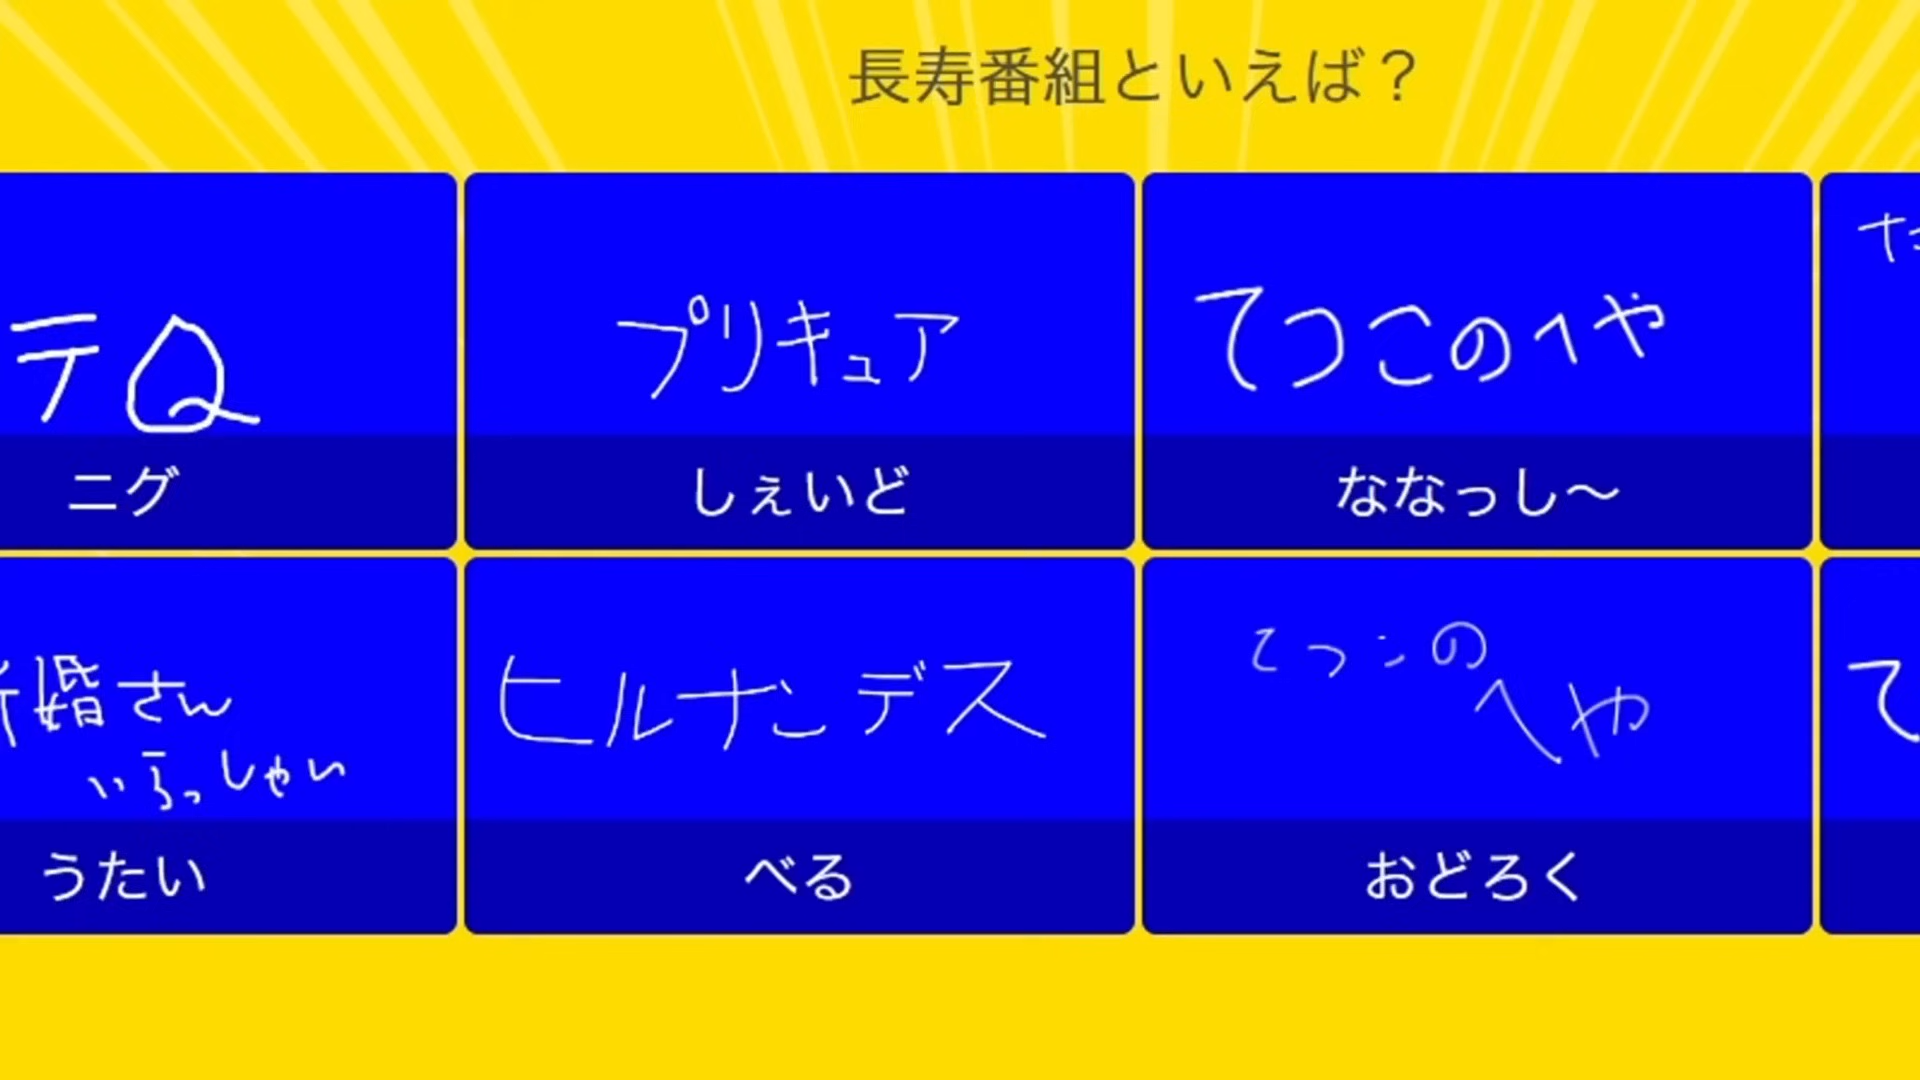 長寿番組といえば？
テQ
ニグ
プリキュア
しぇいど
てつこのへや
ななっし～
婚さん
いらっしゃい
うたい
ヒルナンデス
べる
てつこの
へや
おどろく
て